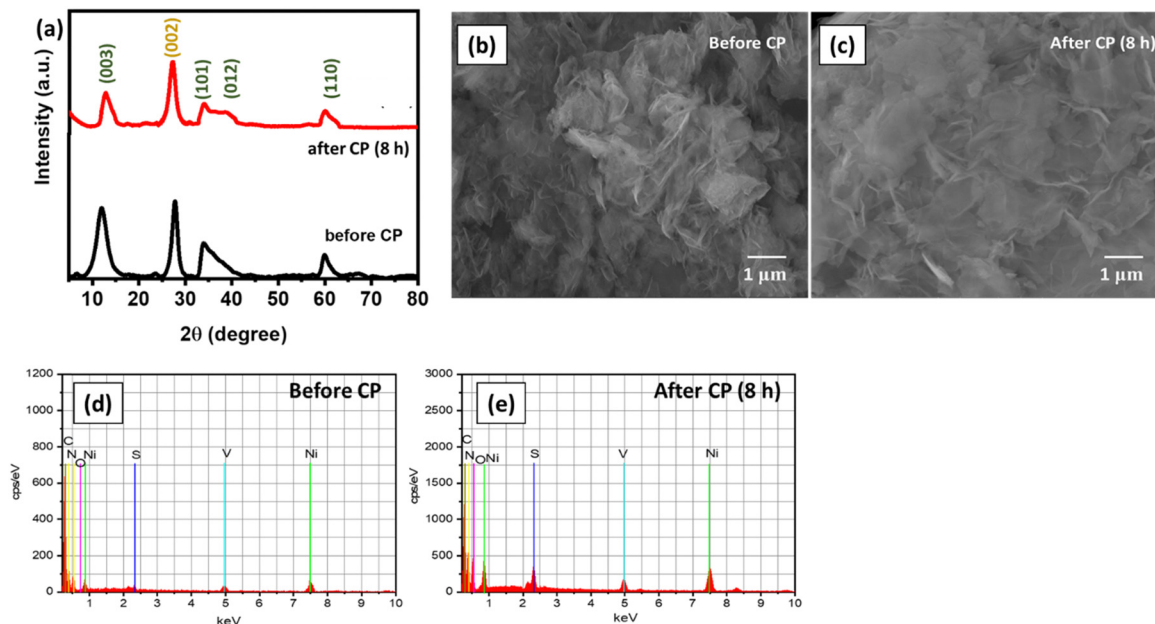 (a)
(003)
(002)
(101)
(012)
(110)
after CP (8 h)
before CP
Intensity (a.u.)
10 20 30 40 50 60 70 80
2θ (degree)
(b)
Before CP
1 μm
(c)
After CP (8 h)
1 μm
(d)
Before CP
1200
1000
800
600
400
200
0
cps/eV
C
N
O
Ni
S
V
Ni
1 2 3 4 5 6 7 8 9 10
keV
(e)
After CP (8 h)
3000
2500
2000
1500
1000
500
0
cps/eV
C
N
O
Ni
S
V
Ni
1 2 3 4 5 6 7 8 9 10
keV